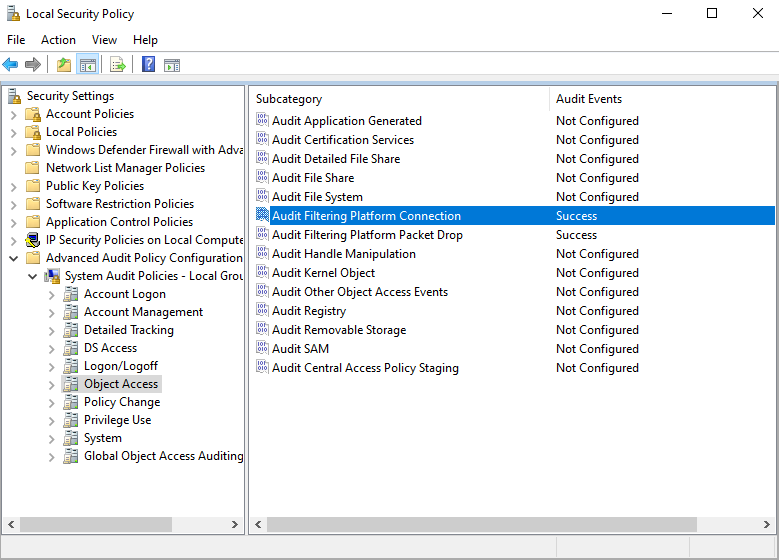 Local Security Policy
File Action View Help
Security Settings
Account Policies
Local Policies
Windows Defender Firewall with Adva
Network List Manager Policies
Public Key Policies
Software Restriction Policies
Application Control Policies
IP Security Policies on Local Compute
Advanced Audit Policy Configuration
System Audit Policies - Local Grou
Account Logon
Account Management
Detailed Tracking
DS Access
Logon/Logoff
Object Access
Policy Change
Privilege Use
System
Global Object Access Auditing
Subcategory Audit Events
Audit Application Generated Not Configured
Audit Certification Services Not Configured
Audit Detailed File Share Not Configured
Audit File Share Not Configured
Audit File System Not Configured
Audit Filtering Platform Connection Success
Audit Filtering Platform Packet Drop Success
Audit Handle Manipulation Not Configured
Audit Kernel Object Not Configured
Audit Other Object Access Events Not Configured
Audit Registry Not Configured
Audit Removable Storage Not Configured
Audit SAM Not Configured
Audit Central Access Policy Staging Not Configured